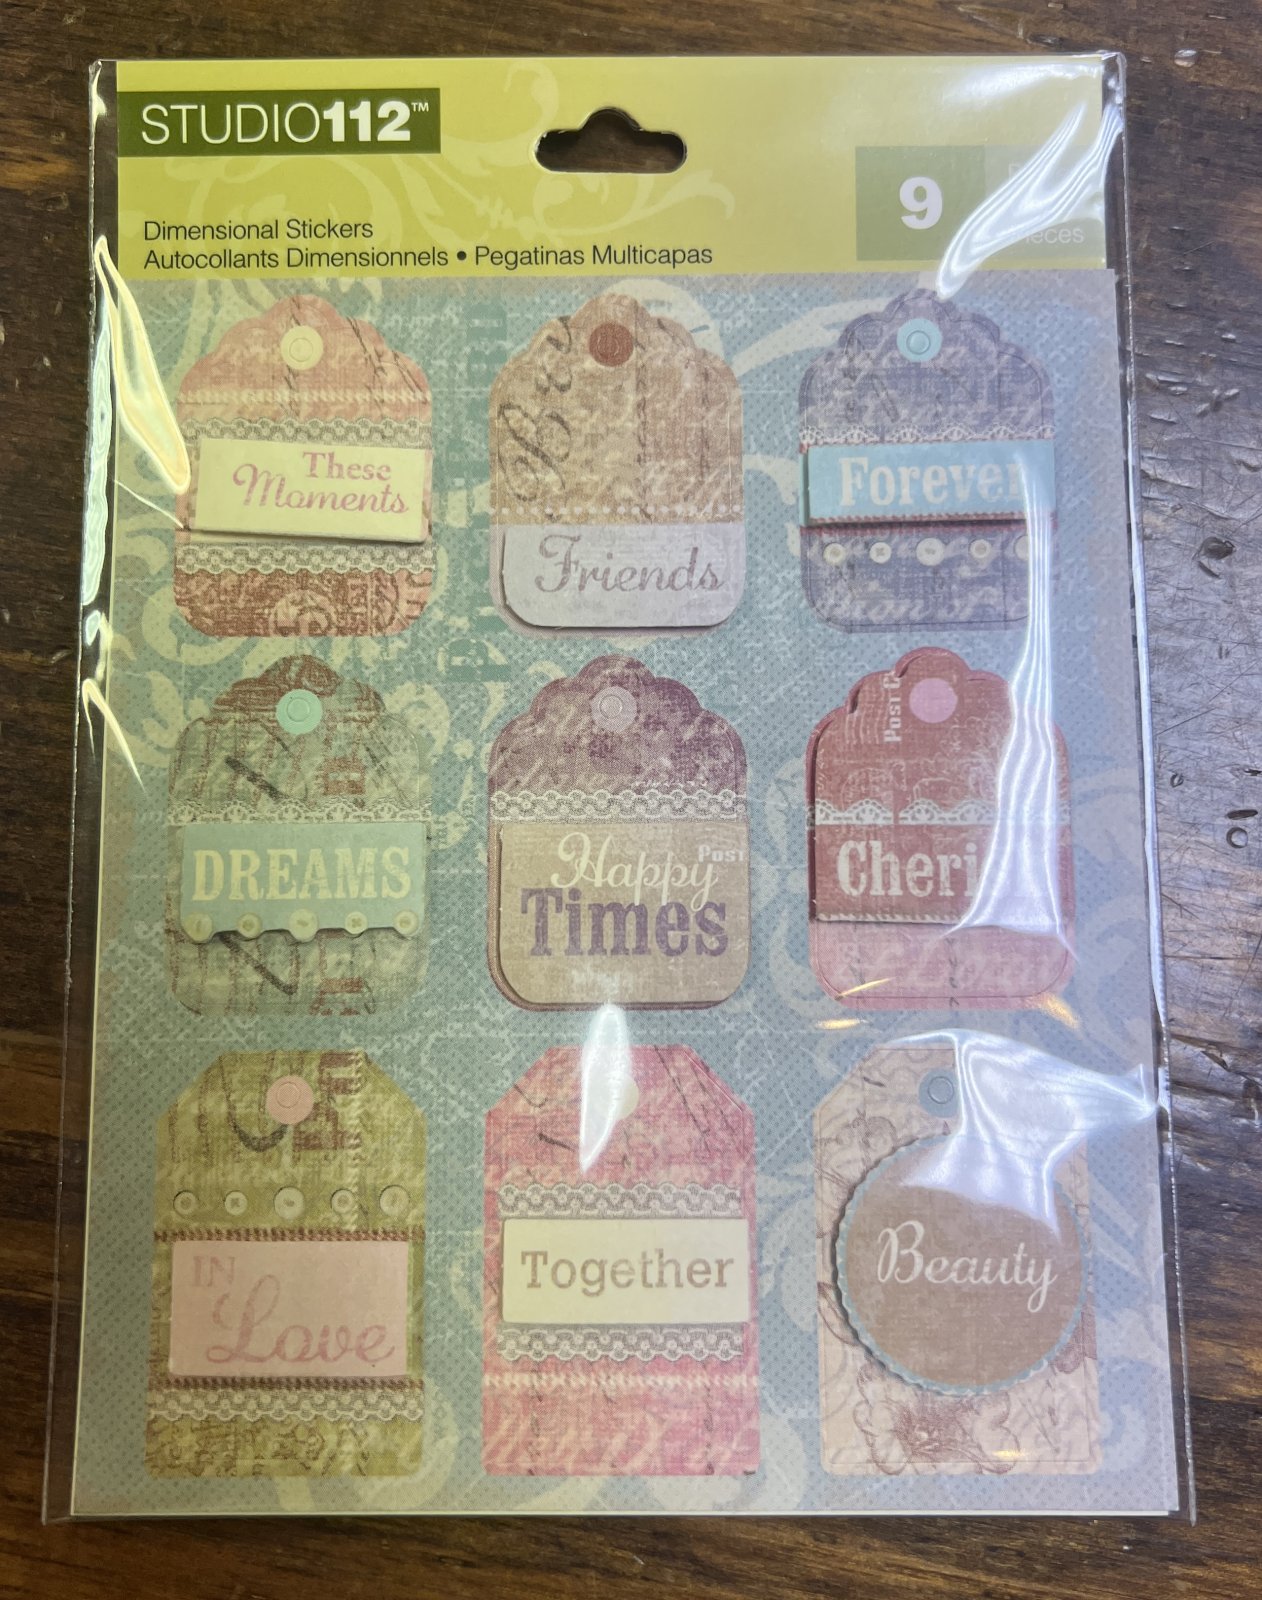 STUDIO112™
9
Dimensional Stickers
Autocollants Dimensionnels • Pegatinas Multicapas
These
Moments
Friends
Forever
DREAMS
Happy
POST
Times
Post
Cheri
IN
Love
Together
Beauty